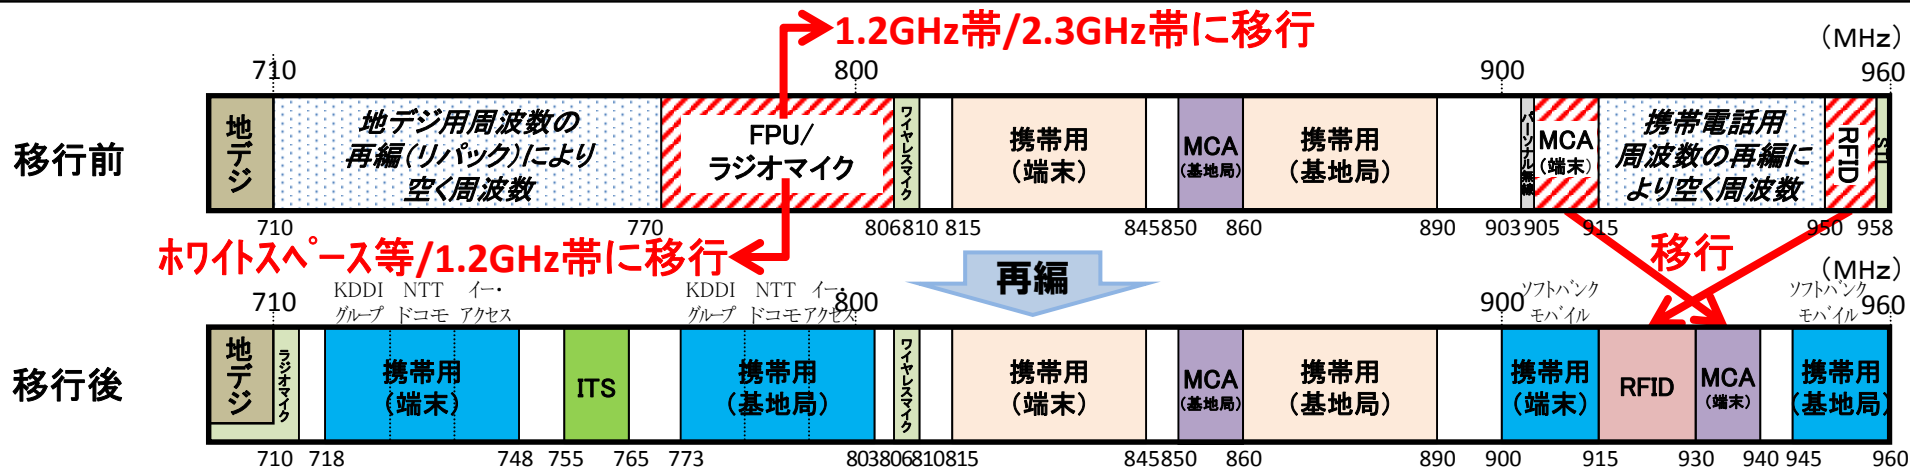 1.2GHz帯/2.3GHz帯に移行
(MHz)
710 800 900 960
移行前
地デジ
地デジ用周波数の
再編(リパック)により
空く周波数
FPU/
ラジオマイク
ワイヤレスマイク
携帯用
(端末)
MCA
(基地局)
携帯用
(基地局)
パーソナル無線
MCA
(端末)
携帯電話用
周波数の再編に
より空く周波数
RFID
STL
710 770 806 810 815 845 850 860 890 903 905 915 950 958
ホワイトスペース等/1.2GHz帯に移行
再編
移行
(MHz)
710 800 900 960
KDDI
グループ
NTT
ドコモ
イー・
アクセス
KDDI
グループ
NTT
ドコモ
イー・
アクセス
ソフトバンク
モバイル
ソフトバンク
モバイル
移行後
地デジ
ラジオマイク
携帯用
(端末)
ITS
携帯用
(基地局)
ワイヤレスマイク
携帯用
(端末)
MCA
(基地局)
携帯用
(基地局)
携帯用
(端末)
RFID
MCA
(端末)
携帯用
(基地局)
710 718 748 755 765 773 803 806 810 815 845 850 860 890 900 915 930 940 945 960